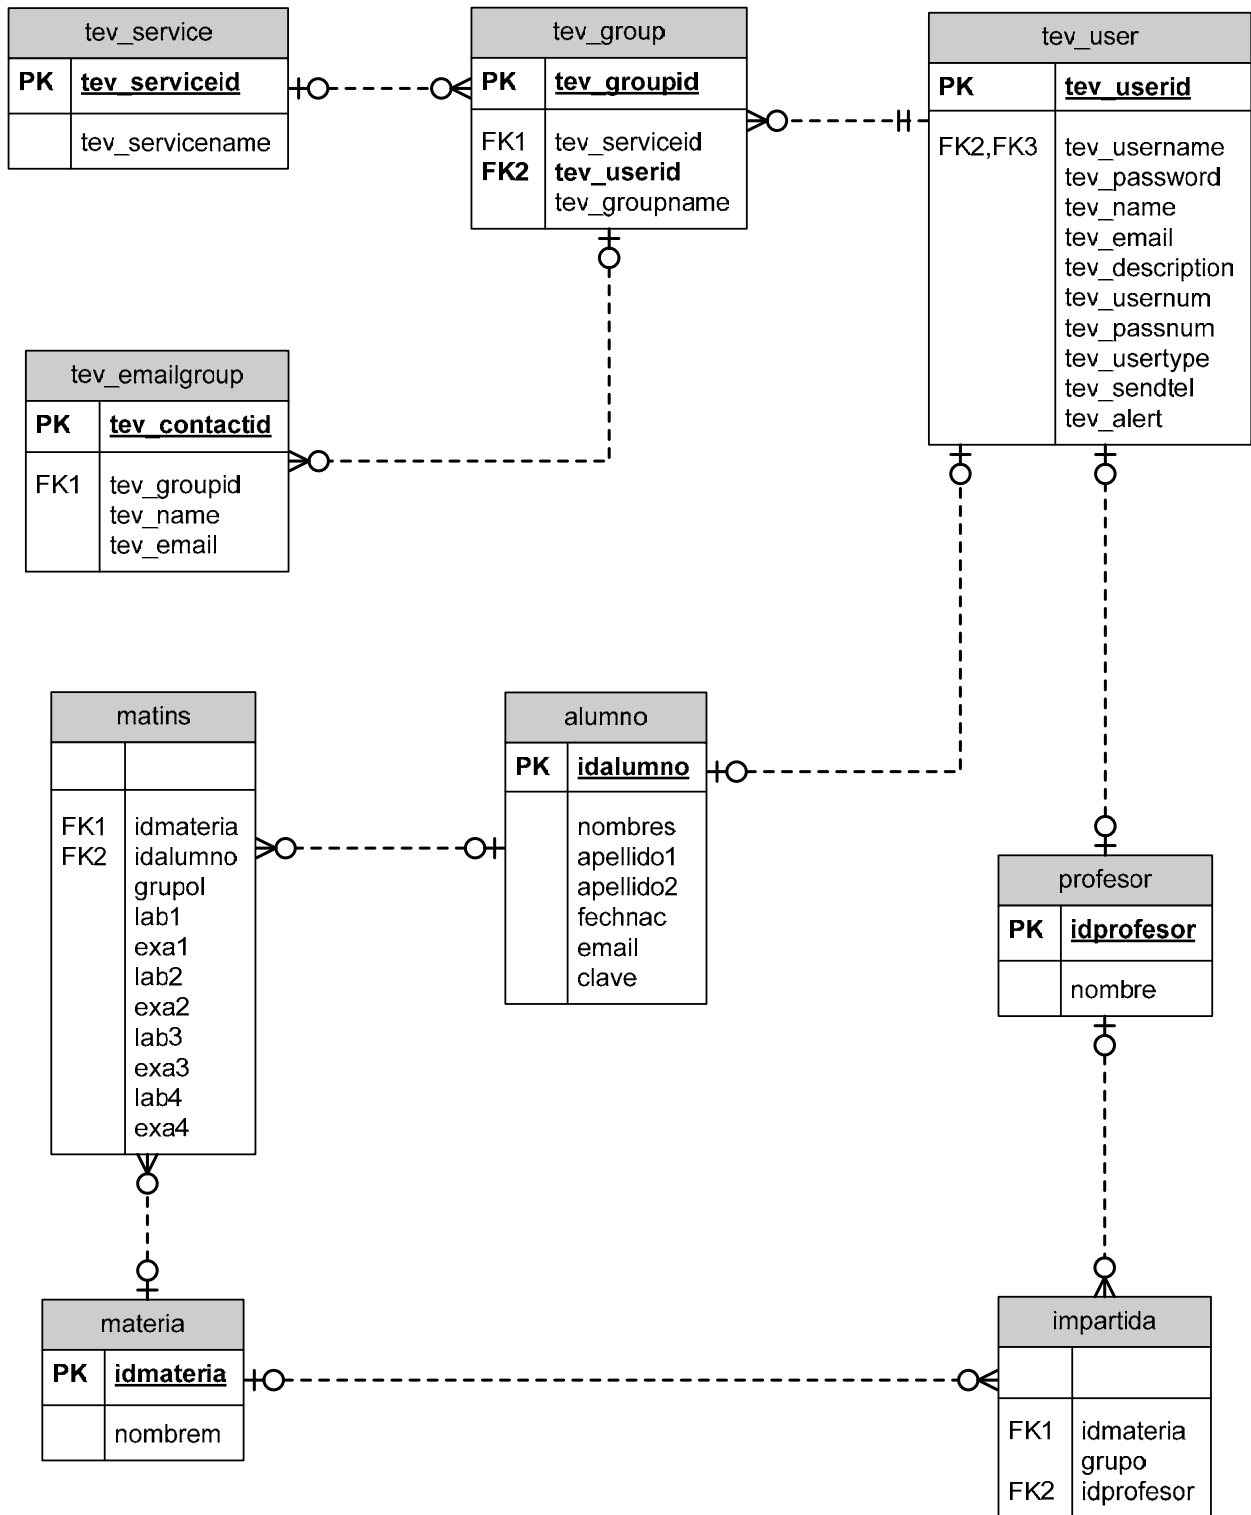 tev_service
PK tev_serviceid
tev_servicename
tev_group
PK tev_groupid
FK1 tev_serviceid
FK2 tev_userid
tev_groupname
tev_user
PK tev_userid
FK2,FK3 tev_username
tev_password
tev_name
tev_email
tev_description
tev_usernum
tev_passnum
tev_usertype
tev_sendtel
tev_alert
tev_emailgroup
PK tev_contactid
FK1 tev_groupid
tev_name
tev_email
matins
FK1 idmateria
FK2 idalumno
grupol
lab1
exa1
lab2
exa2
lab3
exa3
lab4
exa4
alumno
PK idalumno
nombres
apellido1
apellido2
fechnac
email
clave
profesor
PK idprofesor
nombre
materia
PK idmateria
nombrem
impartida
FK1 idmateria
grupo
FK2 idprofesor